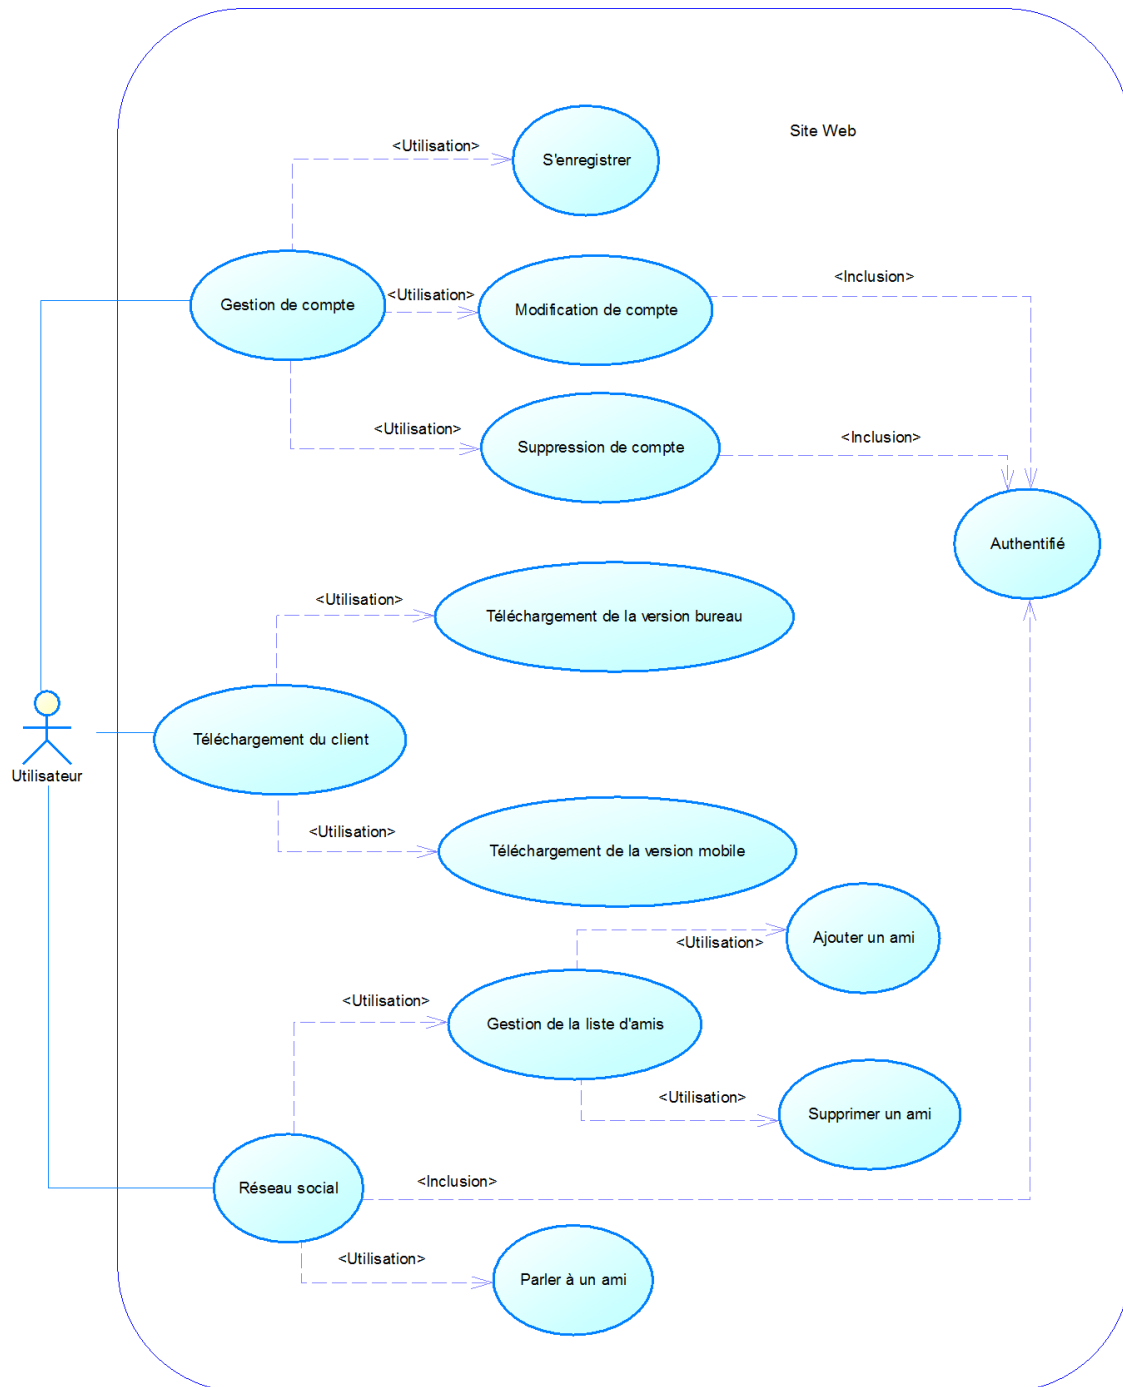 Site Web
<Utilisation>
S'enregistrer
<Inclusion>
<Utilisation>
Gestion de compte
Modification de compte
<Utilisation>
<Inclusion>
Suppression de compte
Authentifié
<Utilisation>
Téléchargement de la version bureau
Téléchargement du client
Utilisateur
<Utilisation>
Téléchargement de la version mobile
Ajouter un ami
<Utilisation>
<Utilisation>
Gestion de la liste d'amis
<Utilisation>
Supprimer un ami
<Inclusion>
Réseau social
<Utilisation>
Parler à un ami